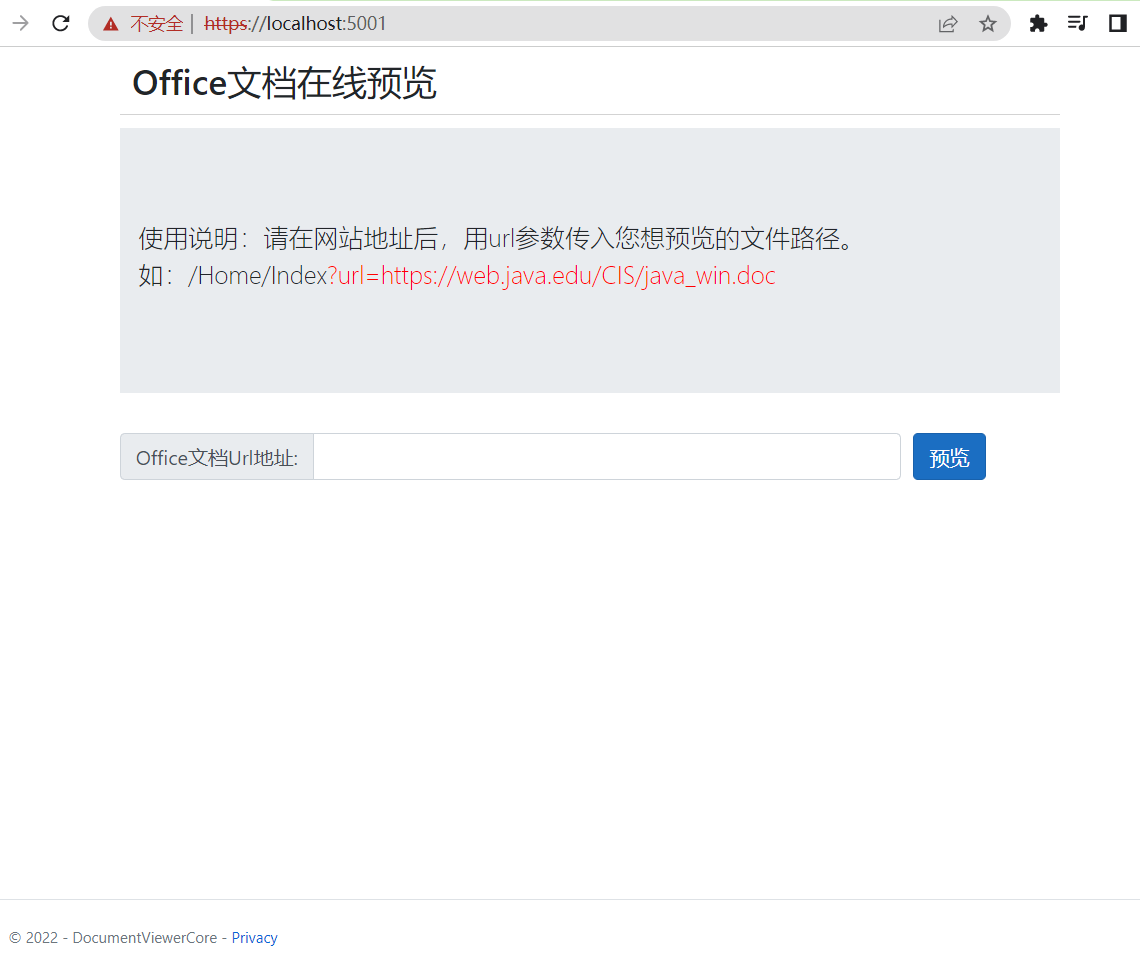 不安全 | https://localhost:5001
Office文档在线预览
使用说明：请在网站地址后，用url参数传入您想预览的文件路径。
如：/Home/Index?url=https://web.java.edu/CIS/java_win.doc
Office文档Url地址: 预览
© 2022 - DocumentViewerCore - Privacy